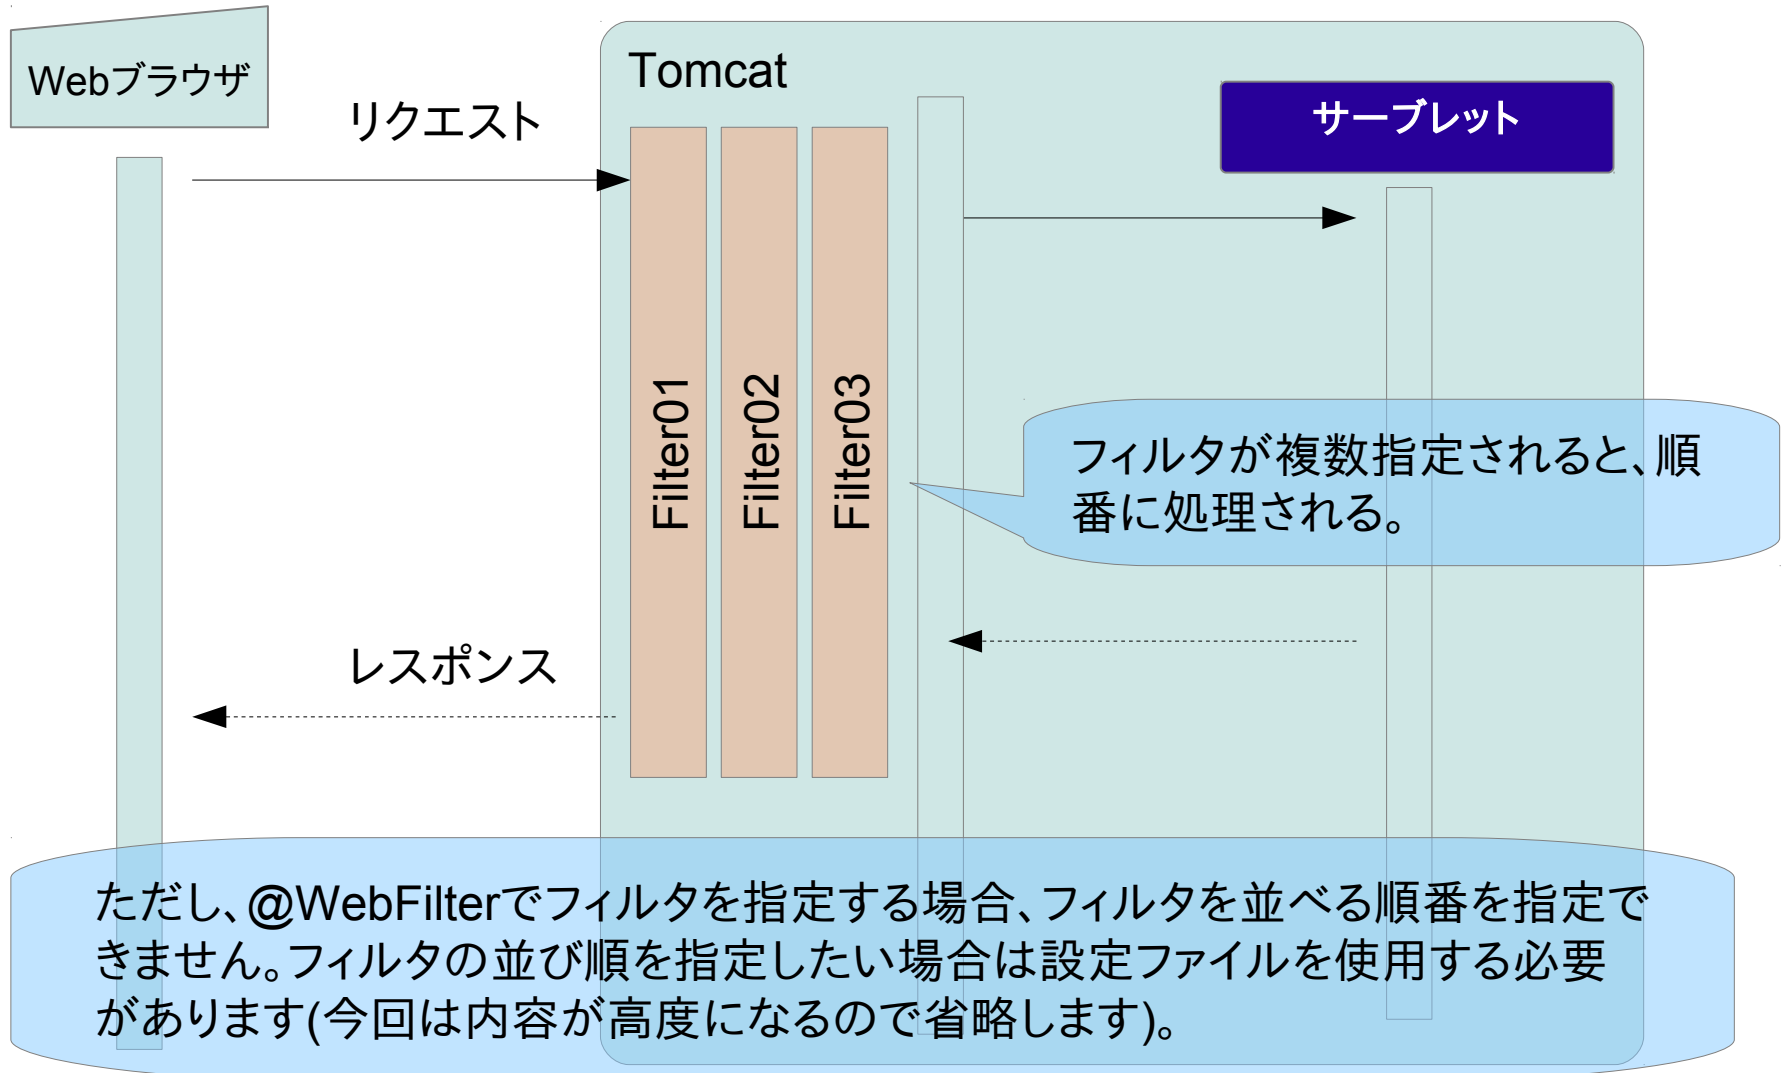 Webブラウザ
リクエスト
Tomcat
サーブレット
Filter01
Filter02
Filter03
フィルタが複数指定されると、順
番に処理される。
レスポンス
ただし、@WebFilterでフィルタを指定する場合、フィルタを並べる順番を指定で
きません。フィルタの並び順を指定したい場合は設定ファイルを使用する必要
があります(今回は内容が高度になるので省略します)。